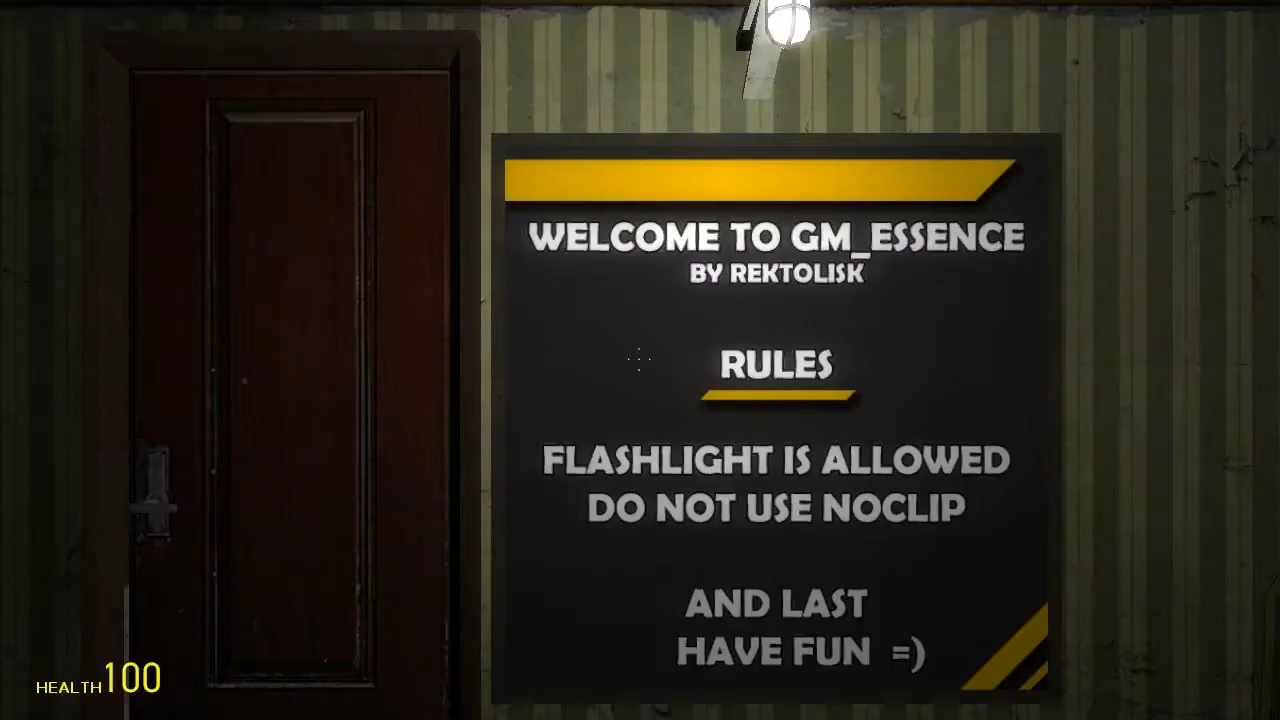 WELCOME TO GM_ESSENCE
BY REKTOLISK
RULES
FLASHLIGHT IS ALLOWED
DO NOT USE NOCLIP
AND LAST
HAVE FUN =)
HEALTH 100